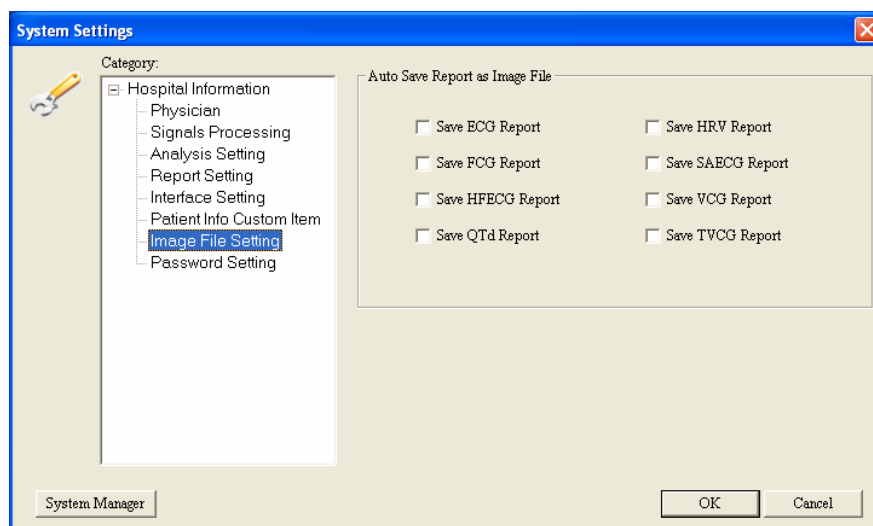 System Settings
Category:
Hospital Information
Physician
Signals Processing
Analysis Setting
Report Setting
Interface Setting
Patient Info Custom Item
Image File Setting
Password Setting
Auto Save Report as Image File
Save ECG Report
Save HRV Report
Save FCG Report
Save SAECG Report
Save HFECG Report
Save VCG Report
Save QTd Report
Save TVCG Report
System Manager
OK
Cancel